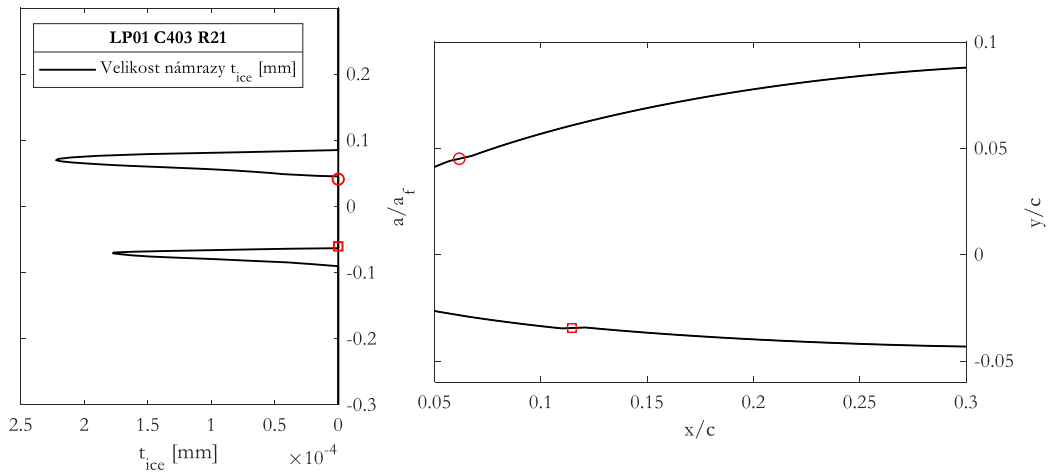 LP01 C403 R21
Velikost námrazy t_ice [mm]
0.2
0.1
0
-0.1
-0.2
-0.3
a/a_f
2.5 2 1.5 1 0.5 0
t_ice [mm]
×10^-4
0.1
0.05
0
-0.05
y/c
0.05 0.1 0.15 0.2 0.25 0.3
x/c